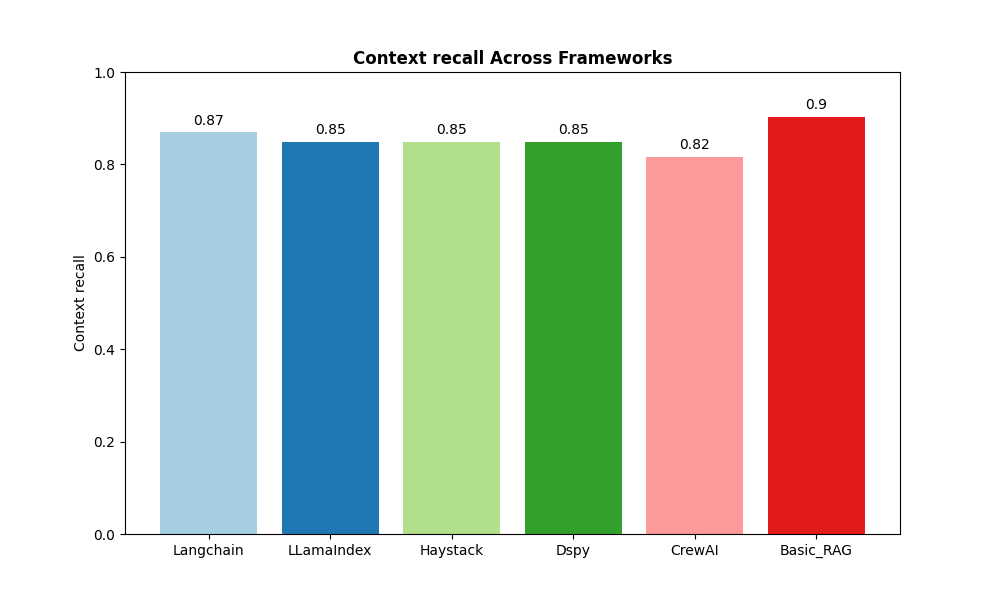 Context recall Across Frameworks
Context recall
1.0
0.8
0.6
0.4
0.2
0.0
0.87
0.85
0.85
0.85
0.82
0.9
Langchain
LLamaIndex
Haystack
Dspy
CrewAI
Basic_RAG